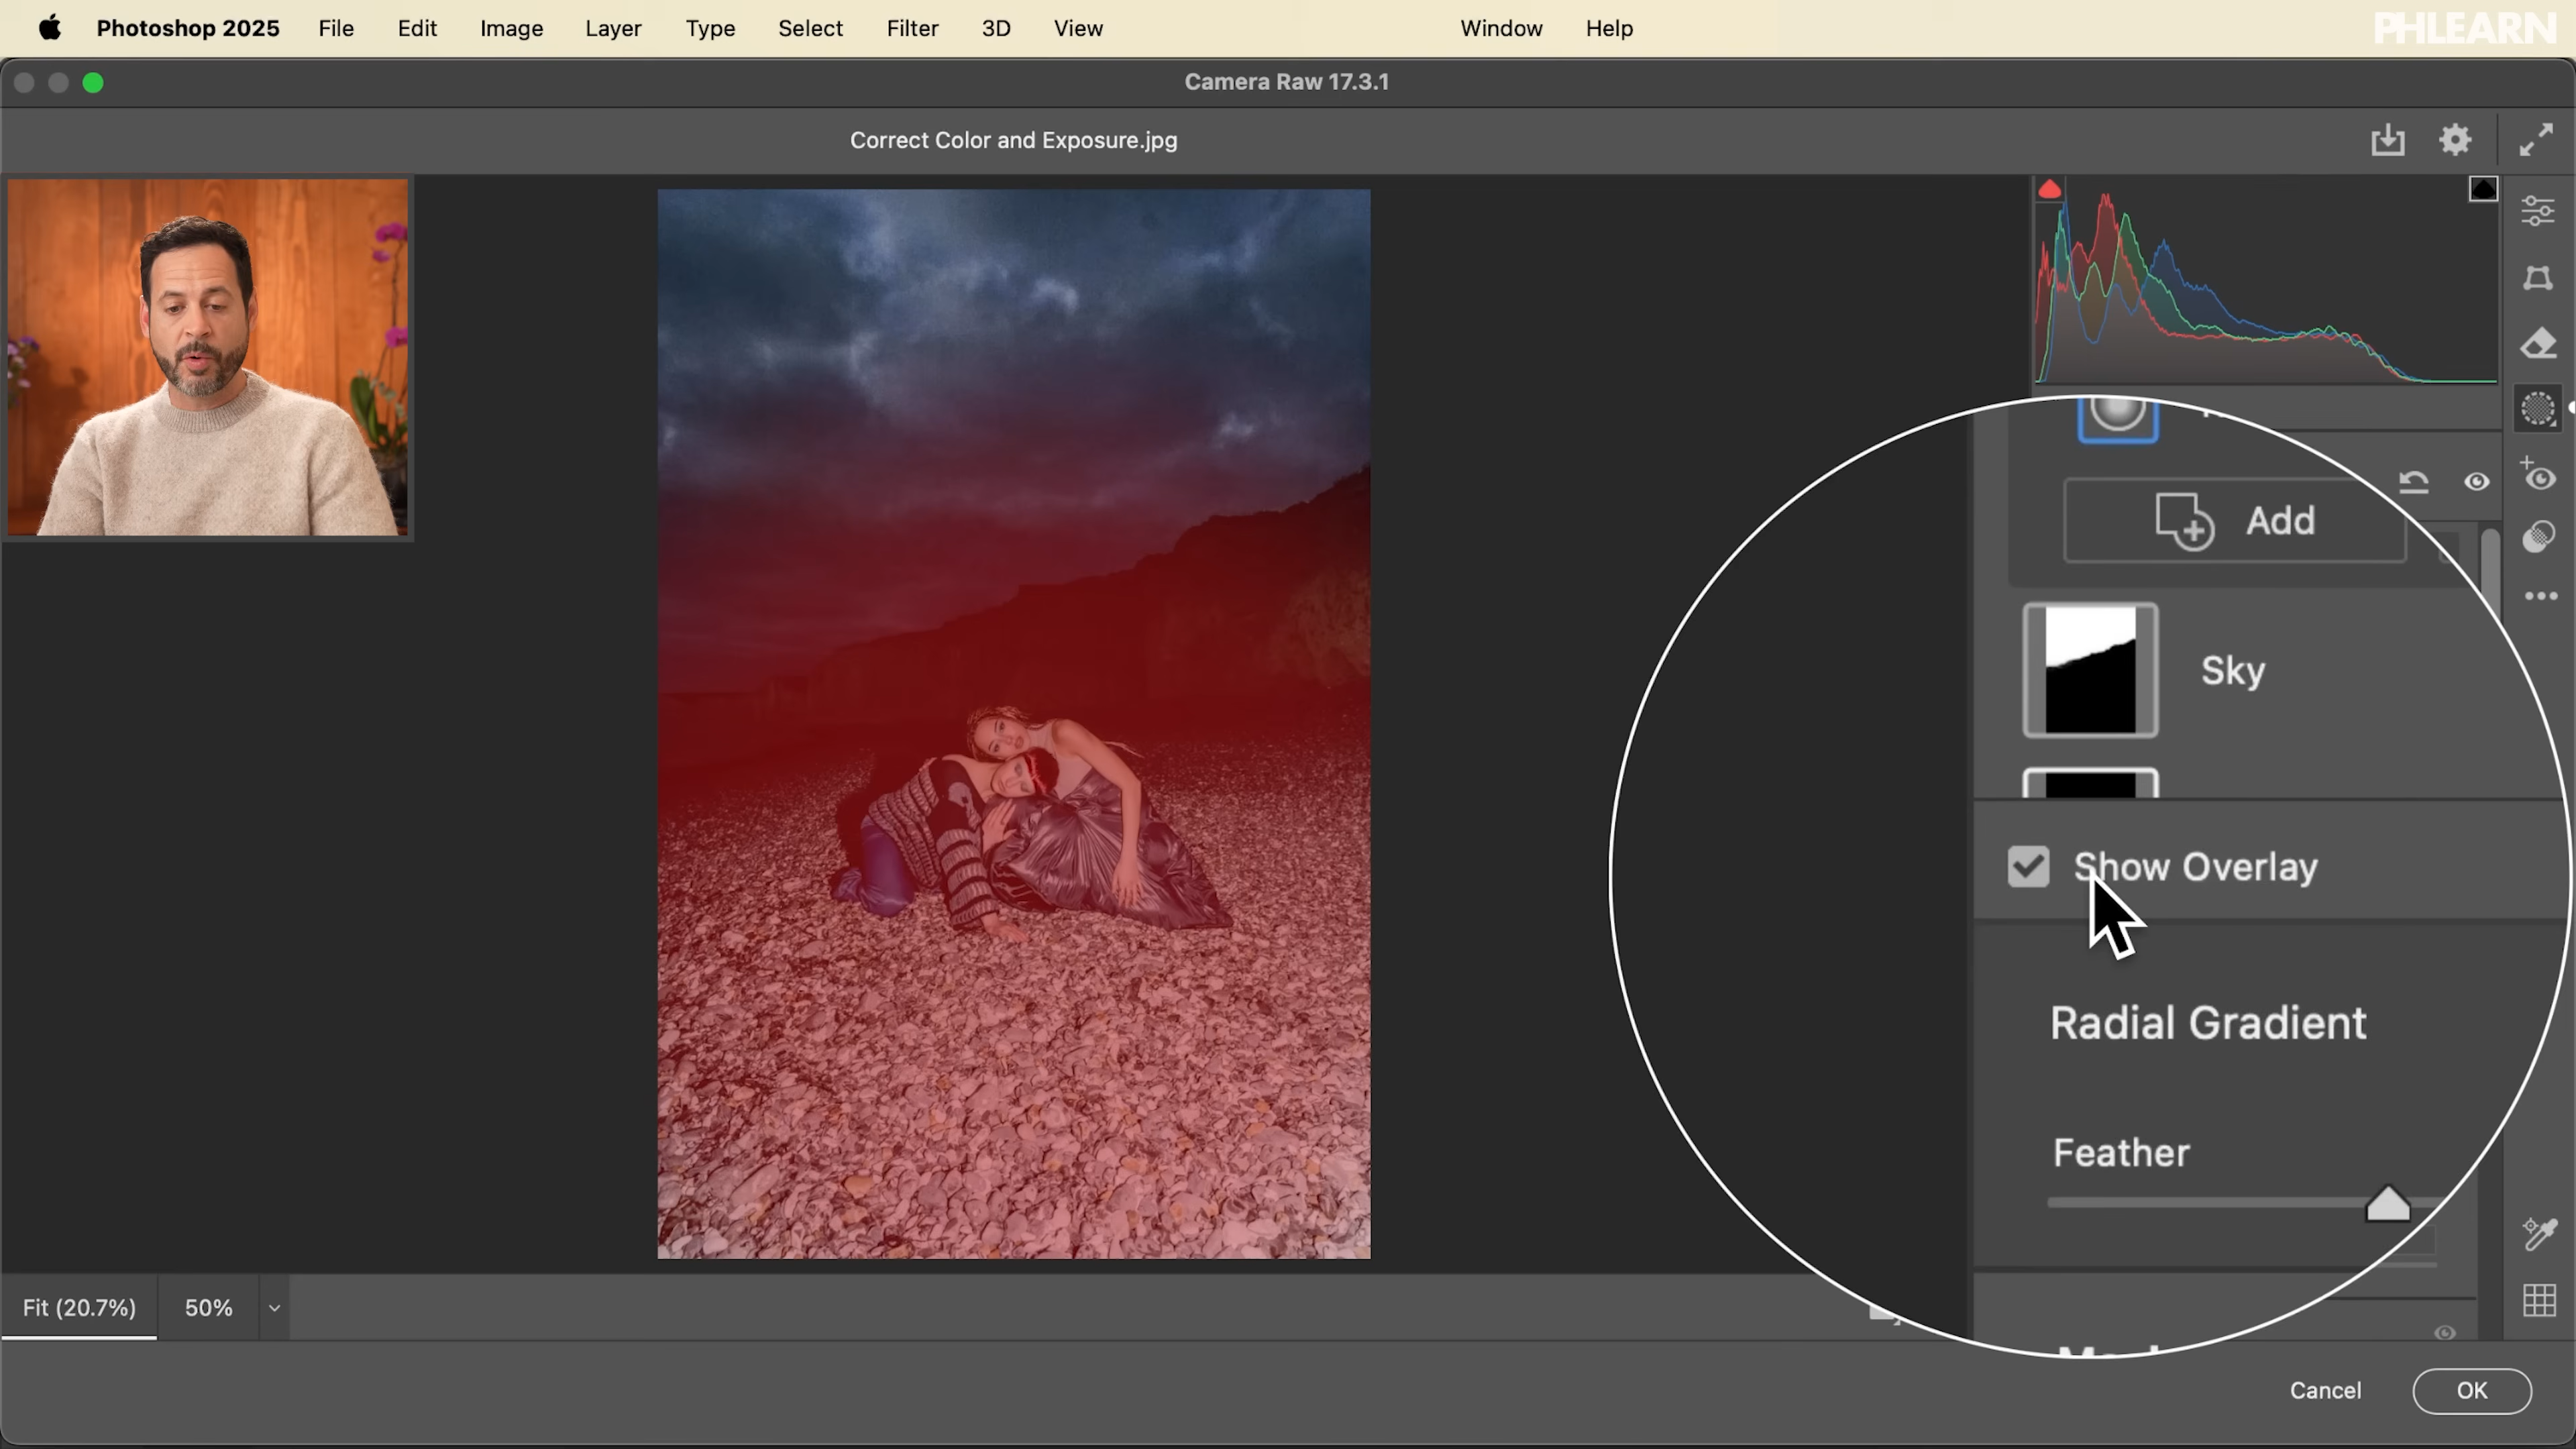 Photoshop 2025 File Edit Image Layer Type Select Filter 3D View Window Help
PHLEARN
Camera Raw 17.3.1
Correct Color and Exposure.jpg
Add
Sky
Show Overlay
Radial Gradient
Feather
Fit (20.7%) 50%
Cancel OK